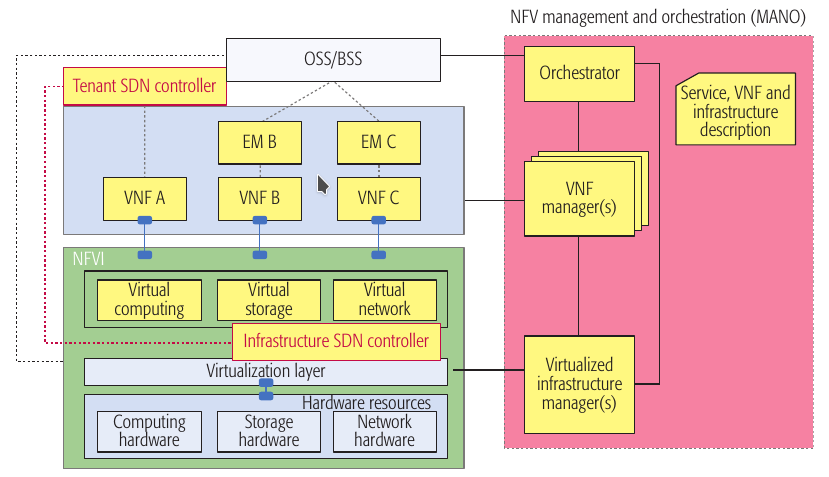 NFV management and orchestration (MANO)
OSS/BSS
Orchestrator
Tenant SDN controller
Service, VNF and
infrastructure
description
EM B
EM C
VNF A
VNF B
VNF C
VNF
manager(s)
NFVI
Virtual
computing
Virtual
storage
Virtual
network
Infrastructure SDN controller
Virtualization layer
Virtualized
infrastructure
manager(s)
Hardware resources
Computing
hardware
Storage
hardware
Network
hardware